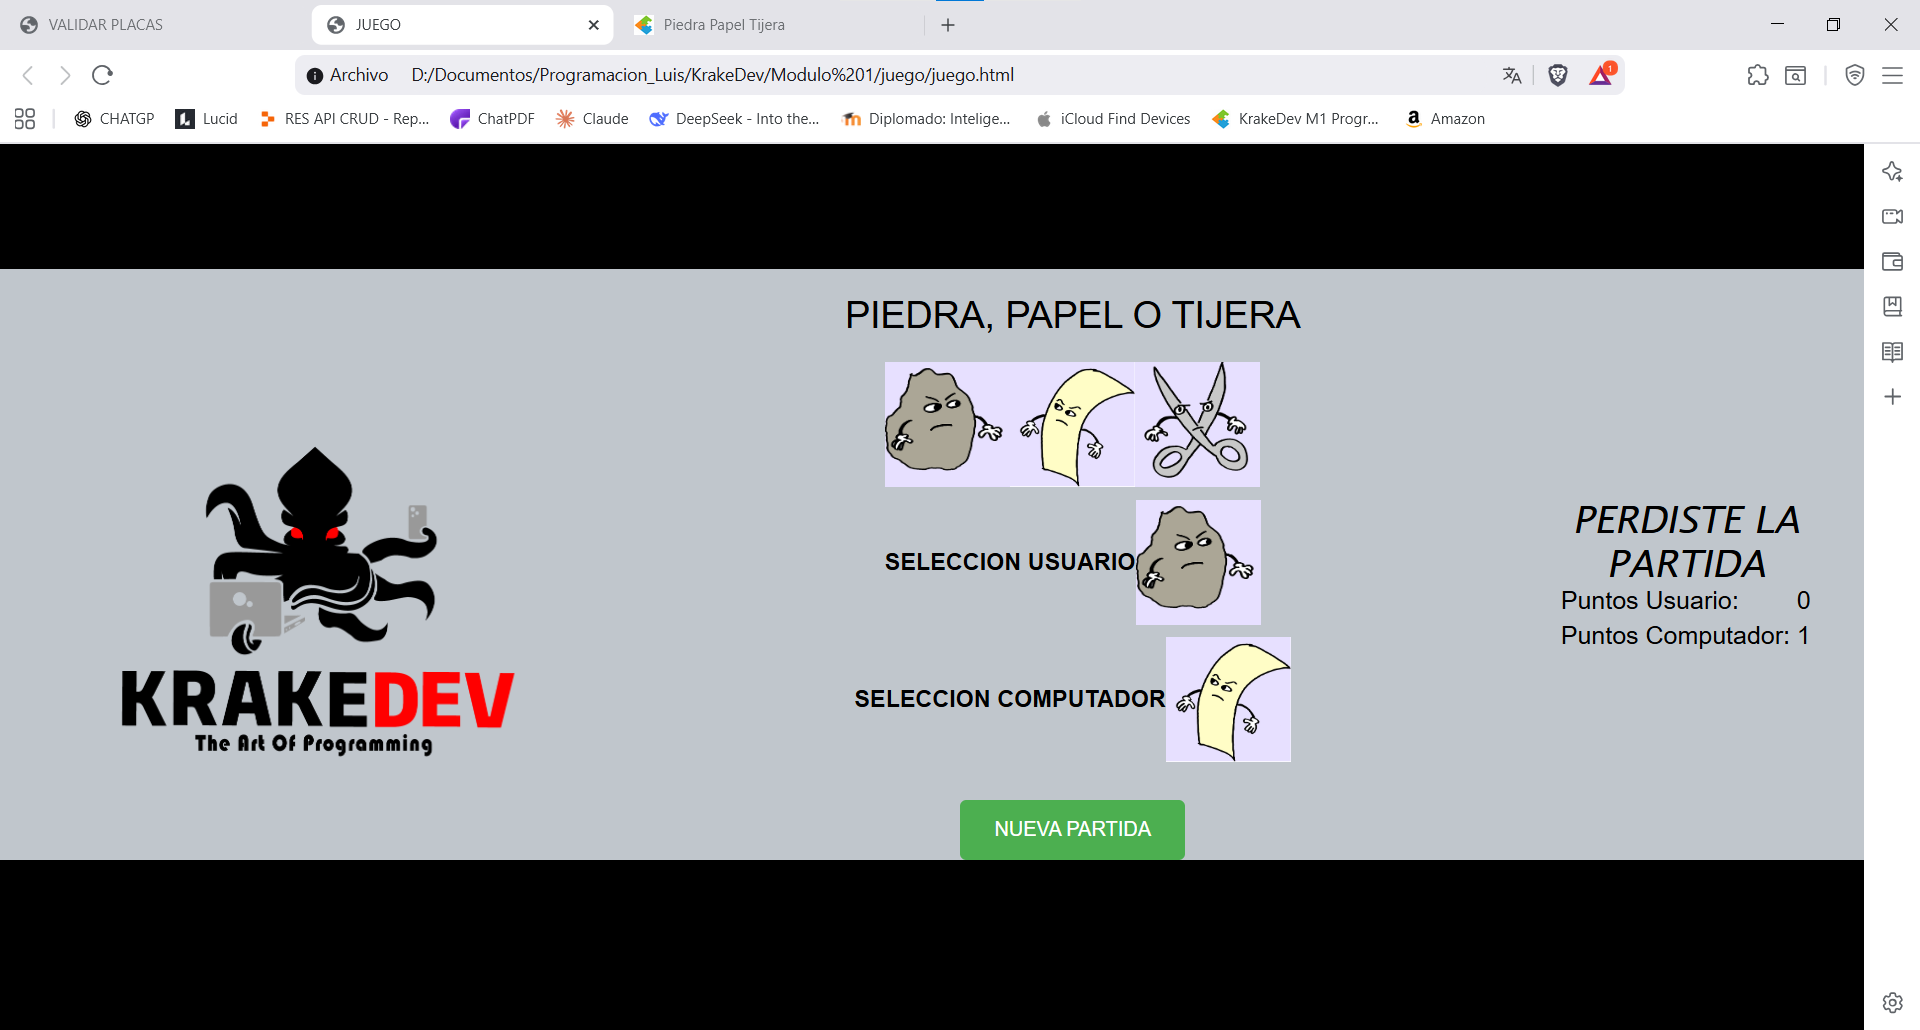 VALIDAR PLACAS
JUEGO
Piedra Papel Tijera
Archivo D:/Documentos/Programacion_Luis/KrakeDev/Modulo%201/juego/juego.html
1
CHATGP
Lucid
RES API CRUD - Rep...
ChatPDF
Claude
DeepSeek - Into the...
Diplomado: Intelige...
iCloud Find Devices
KrakeDev M1 Progr...
Amazon
PIEDRA, PAPEL O TIJERA
SELECCION USUARIO
SELECCION COMPUTADOR
NUEVA PARTIDA
KRAKEDEV
The Art Of Programming
PERDISTE LA
PARTIDA
Puntos Usuario: 0
Puntos Computador: 1